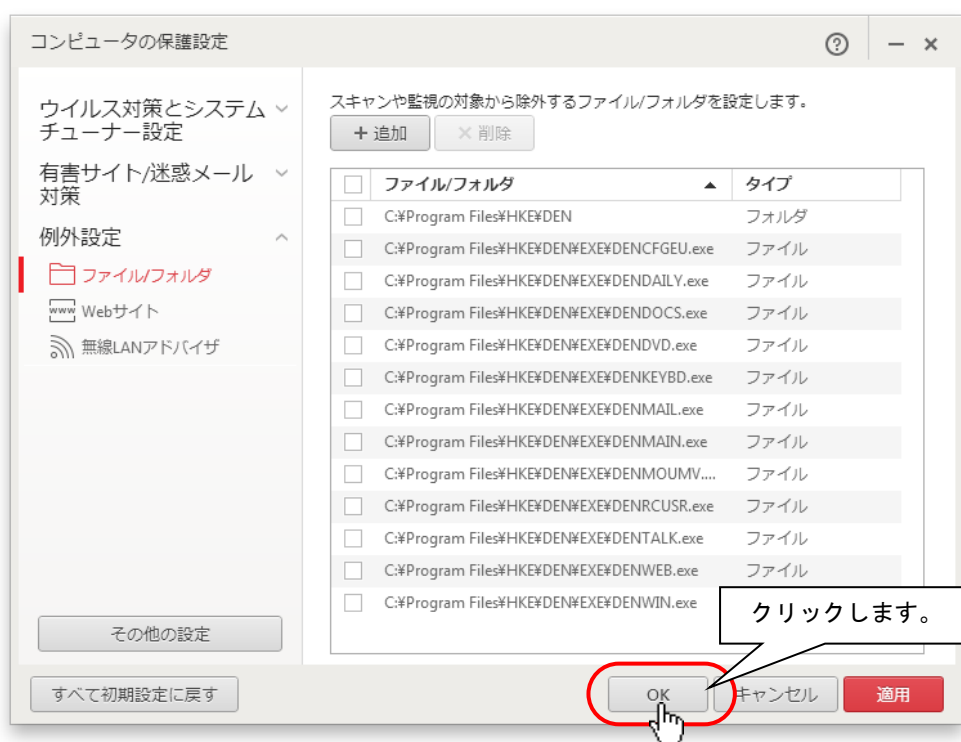 コンピュータの保護設定
ウイルス対策とシステム
チューナー設定
有害サイト/迷惑メール
対策
例外設定
ファイル/フォルダ
www Webサイト
無線LANアドバイザ
その他の設定
スキャンや監視の対象から除外するファイル/フォルダを設定します。
+ 追加 × 削除
ファイル/フォルダ ▲ タイプ
C:¥Program Files¥HKE¥DEN フォルダ
C:¥Program Files¥HKE¥DEN¥EXE¥DENCFGEU.exe ファイル
C:¥Program Files¥HKE¥DEN¥EXE¥DENDAILY.exe ファイル
C:¥Program Files¥HKE¥DEN¥EXE¥DENDOCS.exe ファイル
C:¥Program Files¥HKE¥DEN¥EXE¥DENDVD.exe ファイル
C:¥Program Files¥HKE¥DEN¥EXE¥DENKEYBD.exe ファイル
C:¥Program Files¥HKE¥DEN¥EXE¥DENMAIL.exe ファイル
C:¥Program Files¥HKE¥DEN¥EXE¥DENMAIN.exe ファイル
C:¥Program Files¥HKE¥DEN¥EXE¥DENMOUMV.... ファイル
C:¥Program Files¥HKE¥DEN¥EXE¥DENRCUSR.exe ファイル
C:¥Program Files¥HKE¥DEN¥EXE¥DENTALK.exe ファイル
C:¥Program Files¥HKE¥DEN¥EXE¥DENWEB.exe ファイル
C:¥Program Files¥HKE¥DEN¥EXE¥DENWIN.exe
クリックします。
すべて初期設定に戻す OK キャンセル 適用